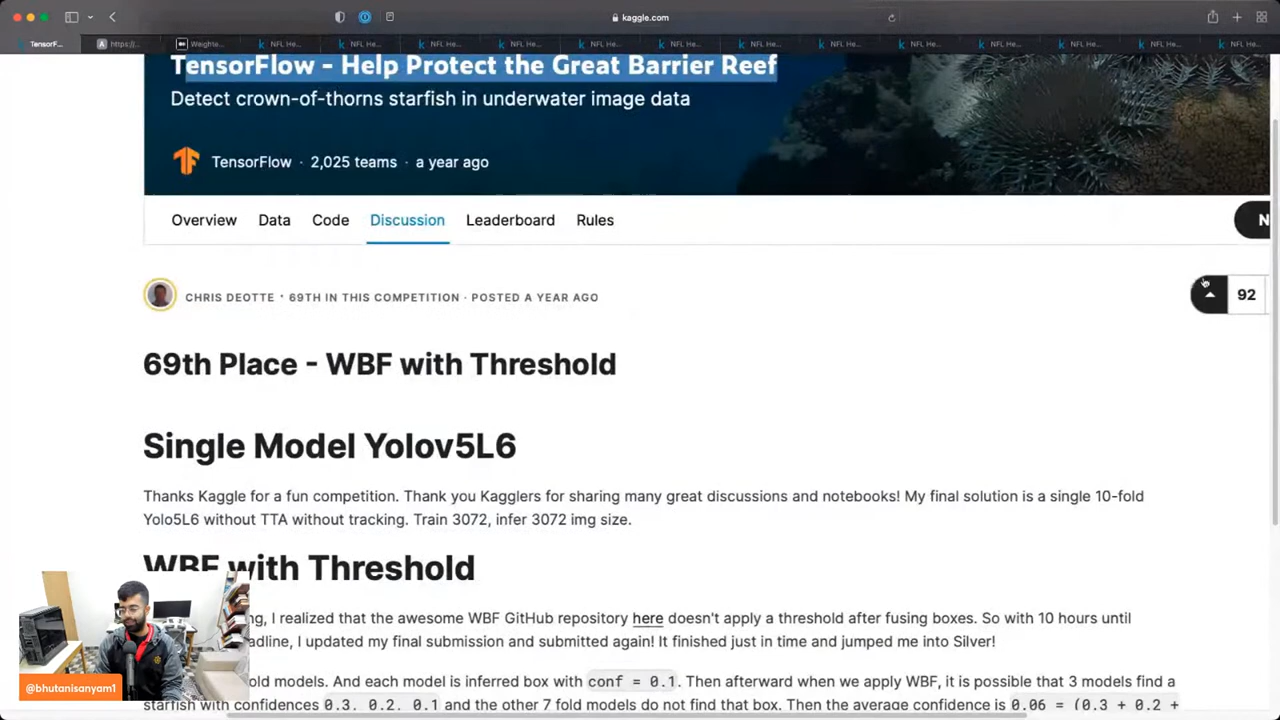 kaggle.com
TensorF...
https://...
Weighte...
NFL He...
NFL He...
NFL He...
NFL He...
NFL He...
NFL He...
NFL He...
NFL He...
NFL He...
NFL He...
NFL He...
NFL He...
NFL He...
TensorFlow - Help Protect the Great Barrier Reef
Detect crown-of-thorns starfish in underwater image data
TensorFlow · 2,025 teams · a year ago
Overview Data Code Discussion Leaderboard Rules
CHRIS DEOTTE · 69TH IN THIS COMPETITION · POSTED A YEAR AGO
92
69th Place - WBF with Threshold
Single Model Yolov5L6
Thanks Kaggle for a fun competition. Thank you Kagglers for sharing many great discussions and notebooks! My final solution is a single 10-fold
Yolo5L6 without TTA without tracking. Train 3072, infer 3072 img size.
WBF with Threshold
I realized that the awesome WBF GitHub repository here doesn't apply a threshold after fusing boxes. So with 10 hours until
I updated my final submission and submitted again! It finished just in time and jumped me into Silver!
models. And each model is inferred box with conf = 0.1. Then afterward when we apply WBF, it is possible that 3 models find a
starfish with confidences 0.3, 0.2, 0.1 and the other 7 fold models do not find that box. Then the average confidence is 0.06 = (0.3 + 0.2 +
@bhutanisanyam1